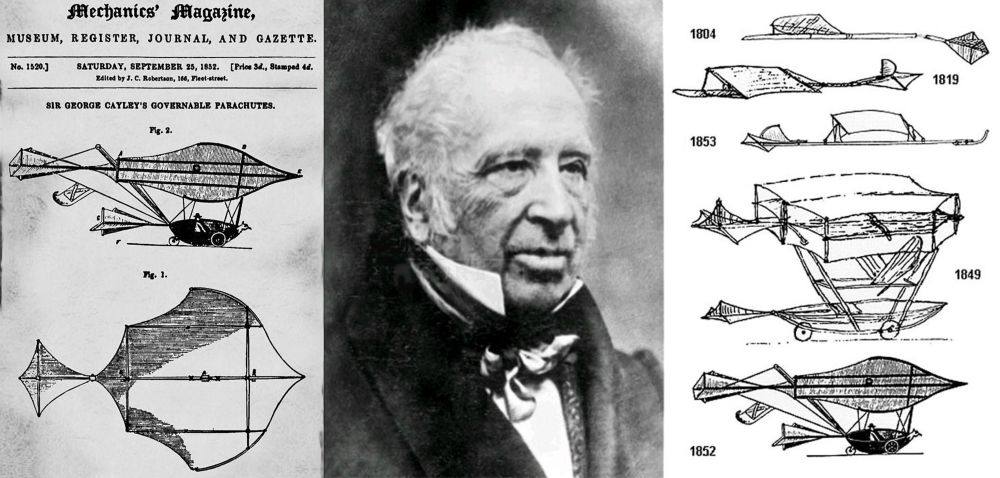 Mechanics' Magazine,
MUSEUM, REGISTER, JOURNAL, AND GAZETTE.
No. 1520.] SATURDAY, SEPTEMBER 25, 1852. [Price 3d., Stamped 4d.
Edited by J. C. Robertson, 166, Fleet-street.
SIR GEORGE CAYLEY'S GOVERNABLE PARACHUTES.
Fig. 2.
Fig. 1.
1804
1819
1853
1849
1852